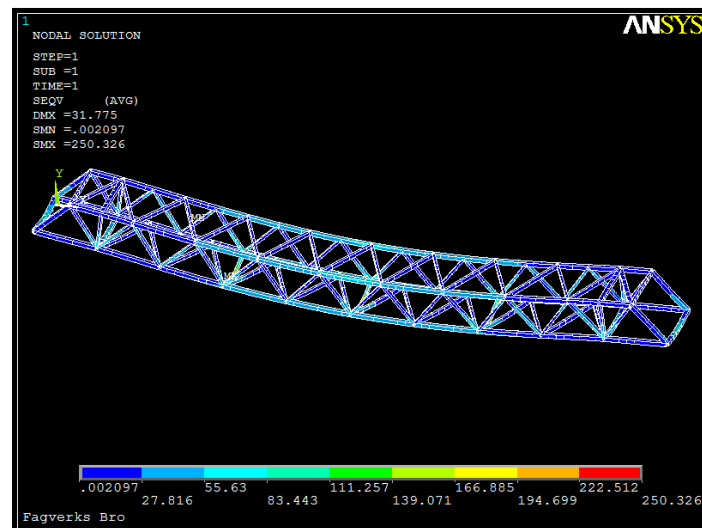 1
ANSYS
NODAL SOLUTION
STEP=1
SUB =1
TIME=1
SEQV (AVG)
DMX =31.775
SMN =.002097
SMX =250.326
Y
MX
.002097 55.63 111.257 166.885 222.512
27.816 83.443 139.071 194.699 250.326
Fagverks Bro